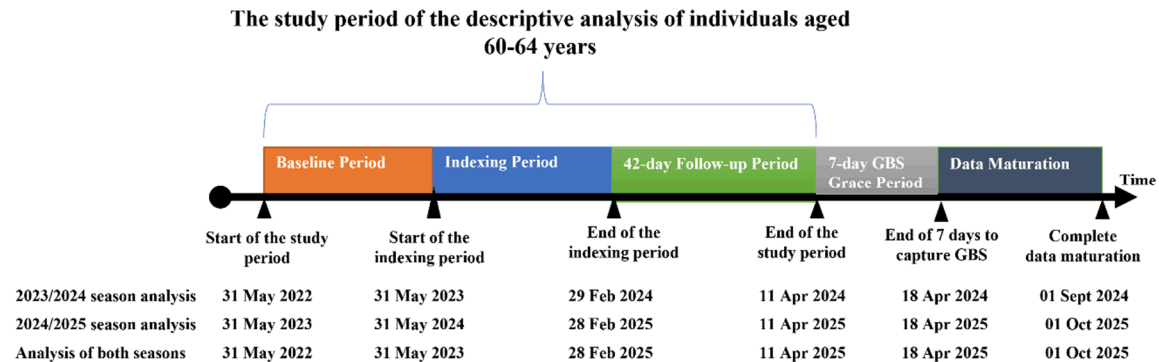 The study period of the descriptive analysis of individuals aged
60-64 years
Baseline Period
Indexing Period
42-day Follow-up Period
7-day GBS
Grace Period
Data Maturation
Time
Start of the study
period
Start of the
indexing period
End of the
indexing period
End of the
study period
End of 7 days to
capture GBS
Complete
data maturation
2023/2024 season analysis 31 May 2022 31 May 2023 29 Feb 2024 11 Apr 2024 18 Apr 2024 01 Sept 2024
2024/2025 season analysis 31 May 2023 31 May 2024 28 Feb 2025 11 Apr 2025 18 Apr 2025 01 Oct 2025
Analysis of both seasons 31 May 2022 31 May 2023 28 Feb 2025 11 Apr 2025 18 Apr 2025 01 Oct 2025